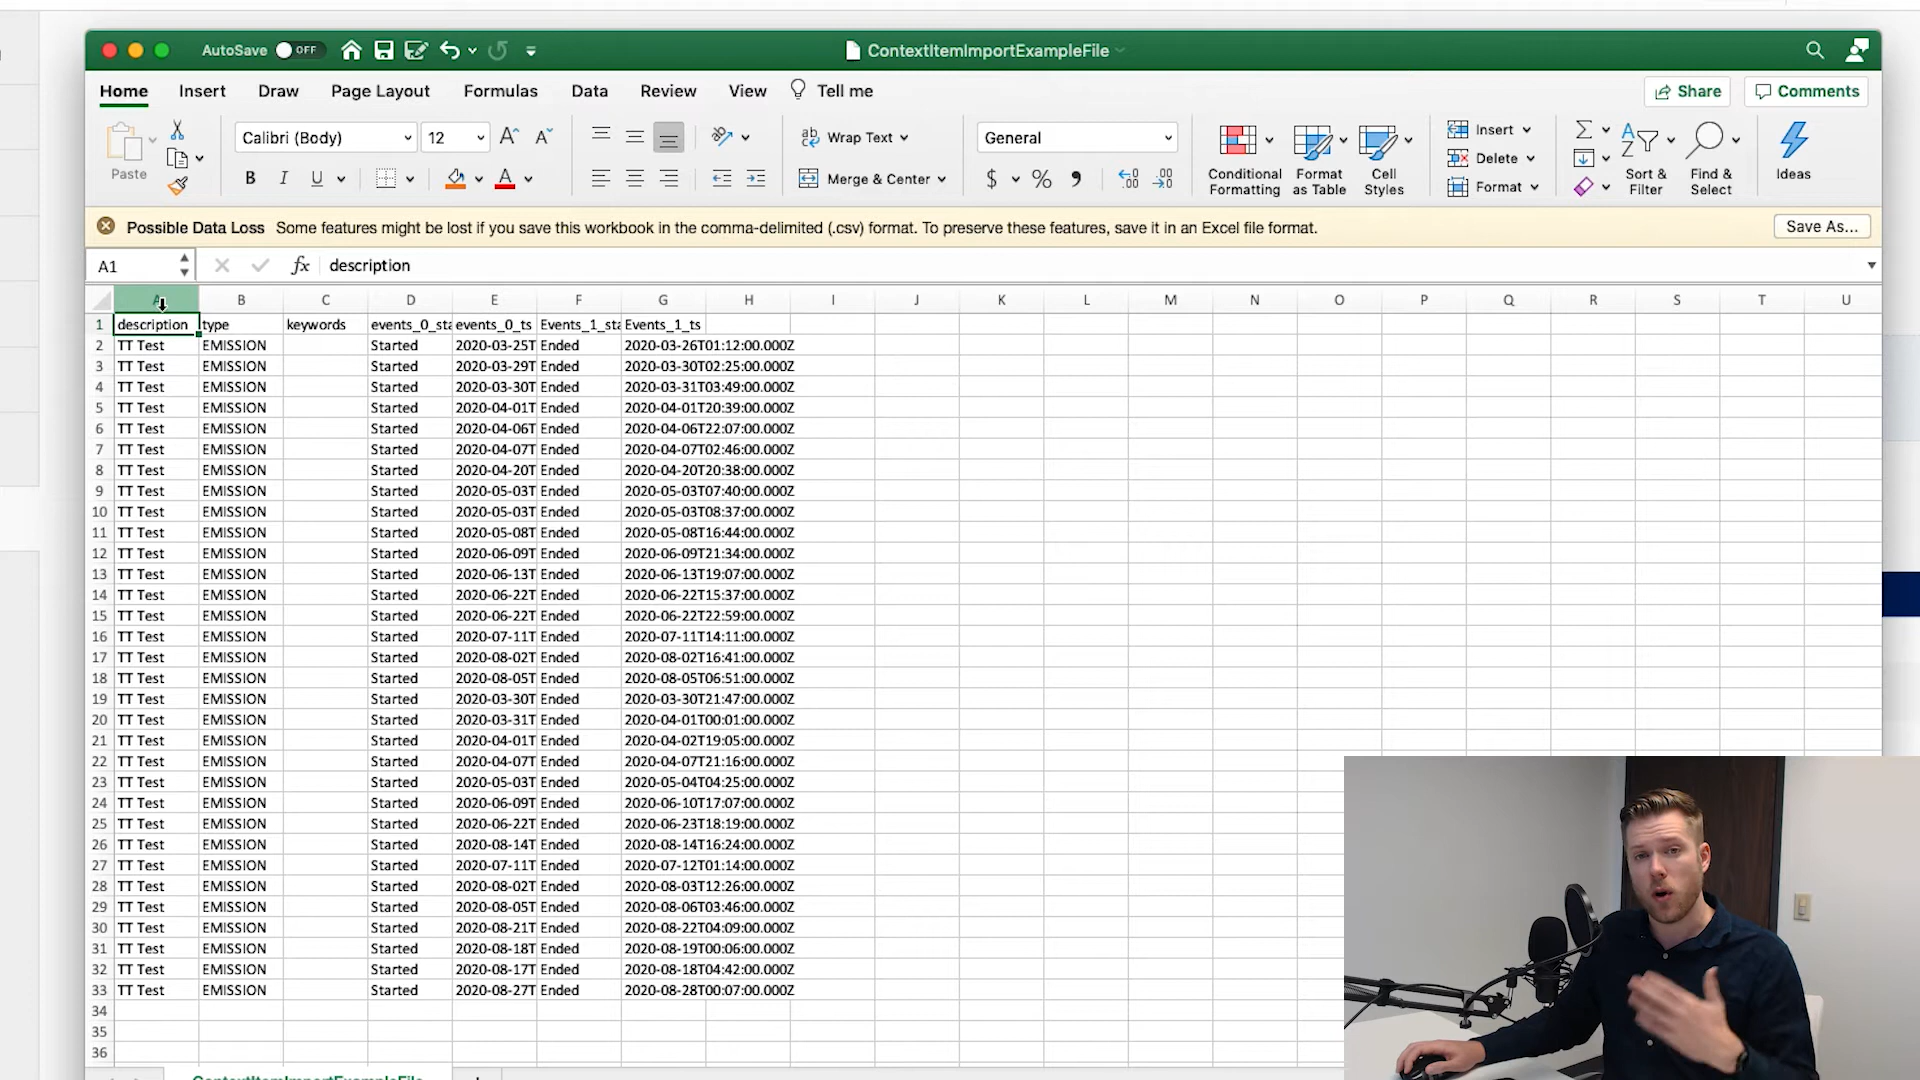 AutoSave OFF ContextItemImportExampleFile
Home Insert Draw Page Layout Formulas Data Review View Tell me Share Comments
Paste Calibri (Body) 12 A A ab Wrap Text General Conditional Formatting Format as Table Cell Styles Insert Sort & Filter Find & Select Ideas
B I U A Merge & Center $ % Delete
Format
Possible Data Loss Some features might be lost if you save this workbook in the comma-delimited (.csv) format. To preserve these features, save it in an Excel file format. Save As...
A1 fx description
A B C D E F G H I J K L M N O P Q R S T U
1 description type keywords events_0_sta events_0_ts Events_1_sta Events_1_ts
2 TT Test EMISSION Started 2020-03-25T Ended 2020-03-26T01:12:00.000Z
3 TT Test EMISSION Started 2020-03-29T Ended 2020-03-30T02:25:00.000Z
4 TT Test EMISSION Started 2020-03-30T Ended 2020-03-31T03:49:00.000Z
5 TT Test EMISSION Started 2020-04-01T Ended 2020-04-01T20:39:00.000Z
6 TT Test EMISSION Started 2020-04-06T Ended 2020-04-06T22:07:00.000Z
7 TT Test EMISSION Started 2020-04-07T Ended 2020-04-07T02:46:00.000Z
8 TT Test EMISSION Started 2020-04-20T Ended 2020-04-20T20:38:00.000Z
9 TT Test EMISSION Started 2020-05-03T Ended 2020-05-03T07:40:00.000Z
10 TT Test EMISSION Started 2020-05-03T Ended 2020-05-03T08:37:00.000Z
11 TT Test EMISSION Started 2020-05-08T Ended 2020-05-08T16:44:00.000Z
12 TT Test EMISSION Started 2020-06-09T Ended 2020-06-09T21:34:00.000Z
13 TT Test EMISSION Started 2020-06-13T Ended 2020-06-13T19:07:00.000Z
14 TT Test EMISSION Started 2020-06-22T Ended 2020-06-22T15:37:00.000Z
15 TT Test EMISSION Started 2020-06-22T Ended 2020-06-22T22:59:00.000Z
16 TT Test EMISSION Started 2020-07-11T Ended 2020-07-11T14:11:00.000Z
17 TT Test EMISSION Started 2020-08-02T Ended 2020-08-02T16:41:00.000Z
18 TT Test EMISSION Started 2020-08-05T Ended 2020-08-05T06:51:00.000Z
19 TT Test EMISSION Started 2020-03-30T Ended 2020-03-30T21:47:00.000Z
20 TT Test EMISSION Started 2020-03-31T Ended 2020-04-01T00:01:00.000Z
21 TT Test EMISSION Started 2020-04-01T Ended 2020-04-02T19:05:00.000Z
22 TT Test EMISSION Started 2020-04-07T Ended 2020-04-07T21:16:00.000Z
23 TT Test EMISSION Started 2020-05-03T Ended 2020-05-04T04:25:00.000Z
24 TT Test EMISSION Started 2020-06-09T Ended 2020-06-10T17:07:00.000Z
25 TT Test EMISSION Started 2020-06-22T Ended 2020-06-23T18:19:00.000Z
26 TT Test EMISSION Started 2020-08-14T Ended 2020-08-14T16:24:00.000Z
27 TT Test EMISSION Started 2020-07-11T Ended 2020-07-12T01:14:00.000Z
28 TT Test EMISSION Started 2020-08-02T Ended 2020-08-03T12:26:00.000Z
29 TT Test EMISSION Started 2020-08-05T Ended 2020-08-06T03:46:00.000Z
30 TT Test EMISSION Started 2020-08-21T Ended 2020-08-22T04:09:00.000Z
31 TT Test EMISSION Started 2020-08-18T Ended 2020-08-19T00:06:00.000Z
32 TT Test EMISSION Started 2020-08-17T Ended 2020-08-18T04:42:00.000Z
33 TT Test EMISSION Started 2020-08-27T Ended 2020-08-28T00:07:00.000Z
34
35
36
ContextItemImportExampleFile